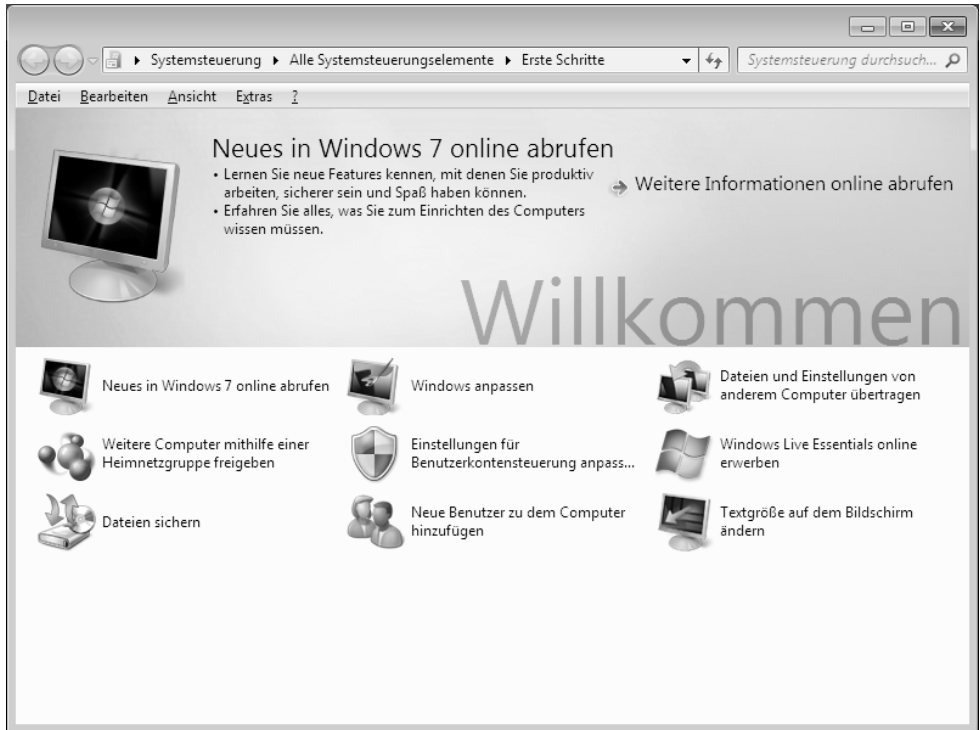 Systemsteuerung Alle Systemsteuerungselemente Erste Schritte
Systemsteuerung durchsuch...
Datei Bearbeiten Ansicht Extras ?
Neues in Windows 7 online abrufen
• Lernen Sie neue Features kennen, mit denen Sie produktiv
arbeiten, sicherer sein und Spaß haben können.
• Erfahren Sie alles, was Sie zum Einrichten des Computers
wissen müssen.
Weitere Informationen online abrufen
Willkommen
Neues in Windows 7 online abrufen
Windows anpassen
Dateien und Einstellungen von
anderem Computer übertragen
Weitere Computer mithilfe einer
Heimnetzgruppe freigeben
Einstellungen für
Benutzerkontensteuerung anpass...
Windows Live Essentials online
erwerben
Dateien sichern
Neue Benutzer zu dem Computer
hinzufügen
Textgröße auf dem Bildschirm
ändern